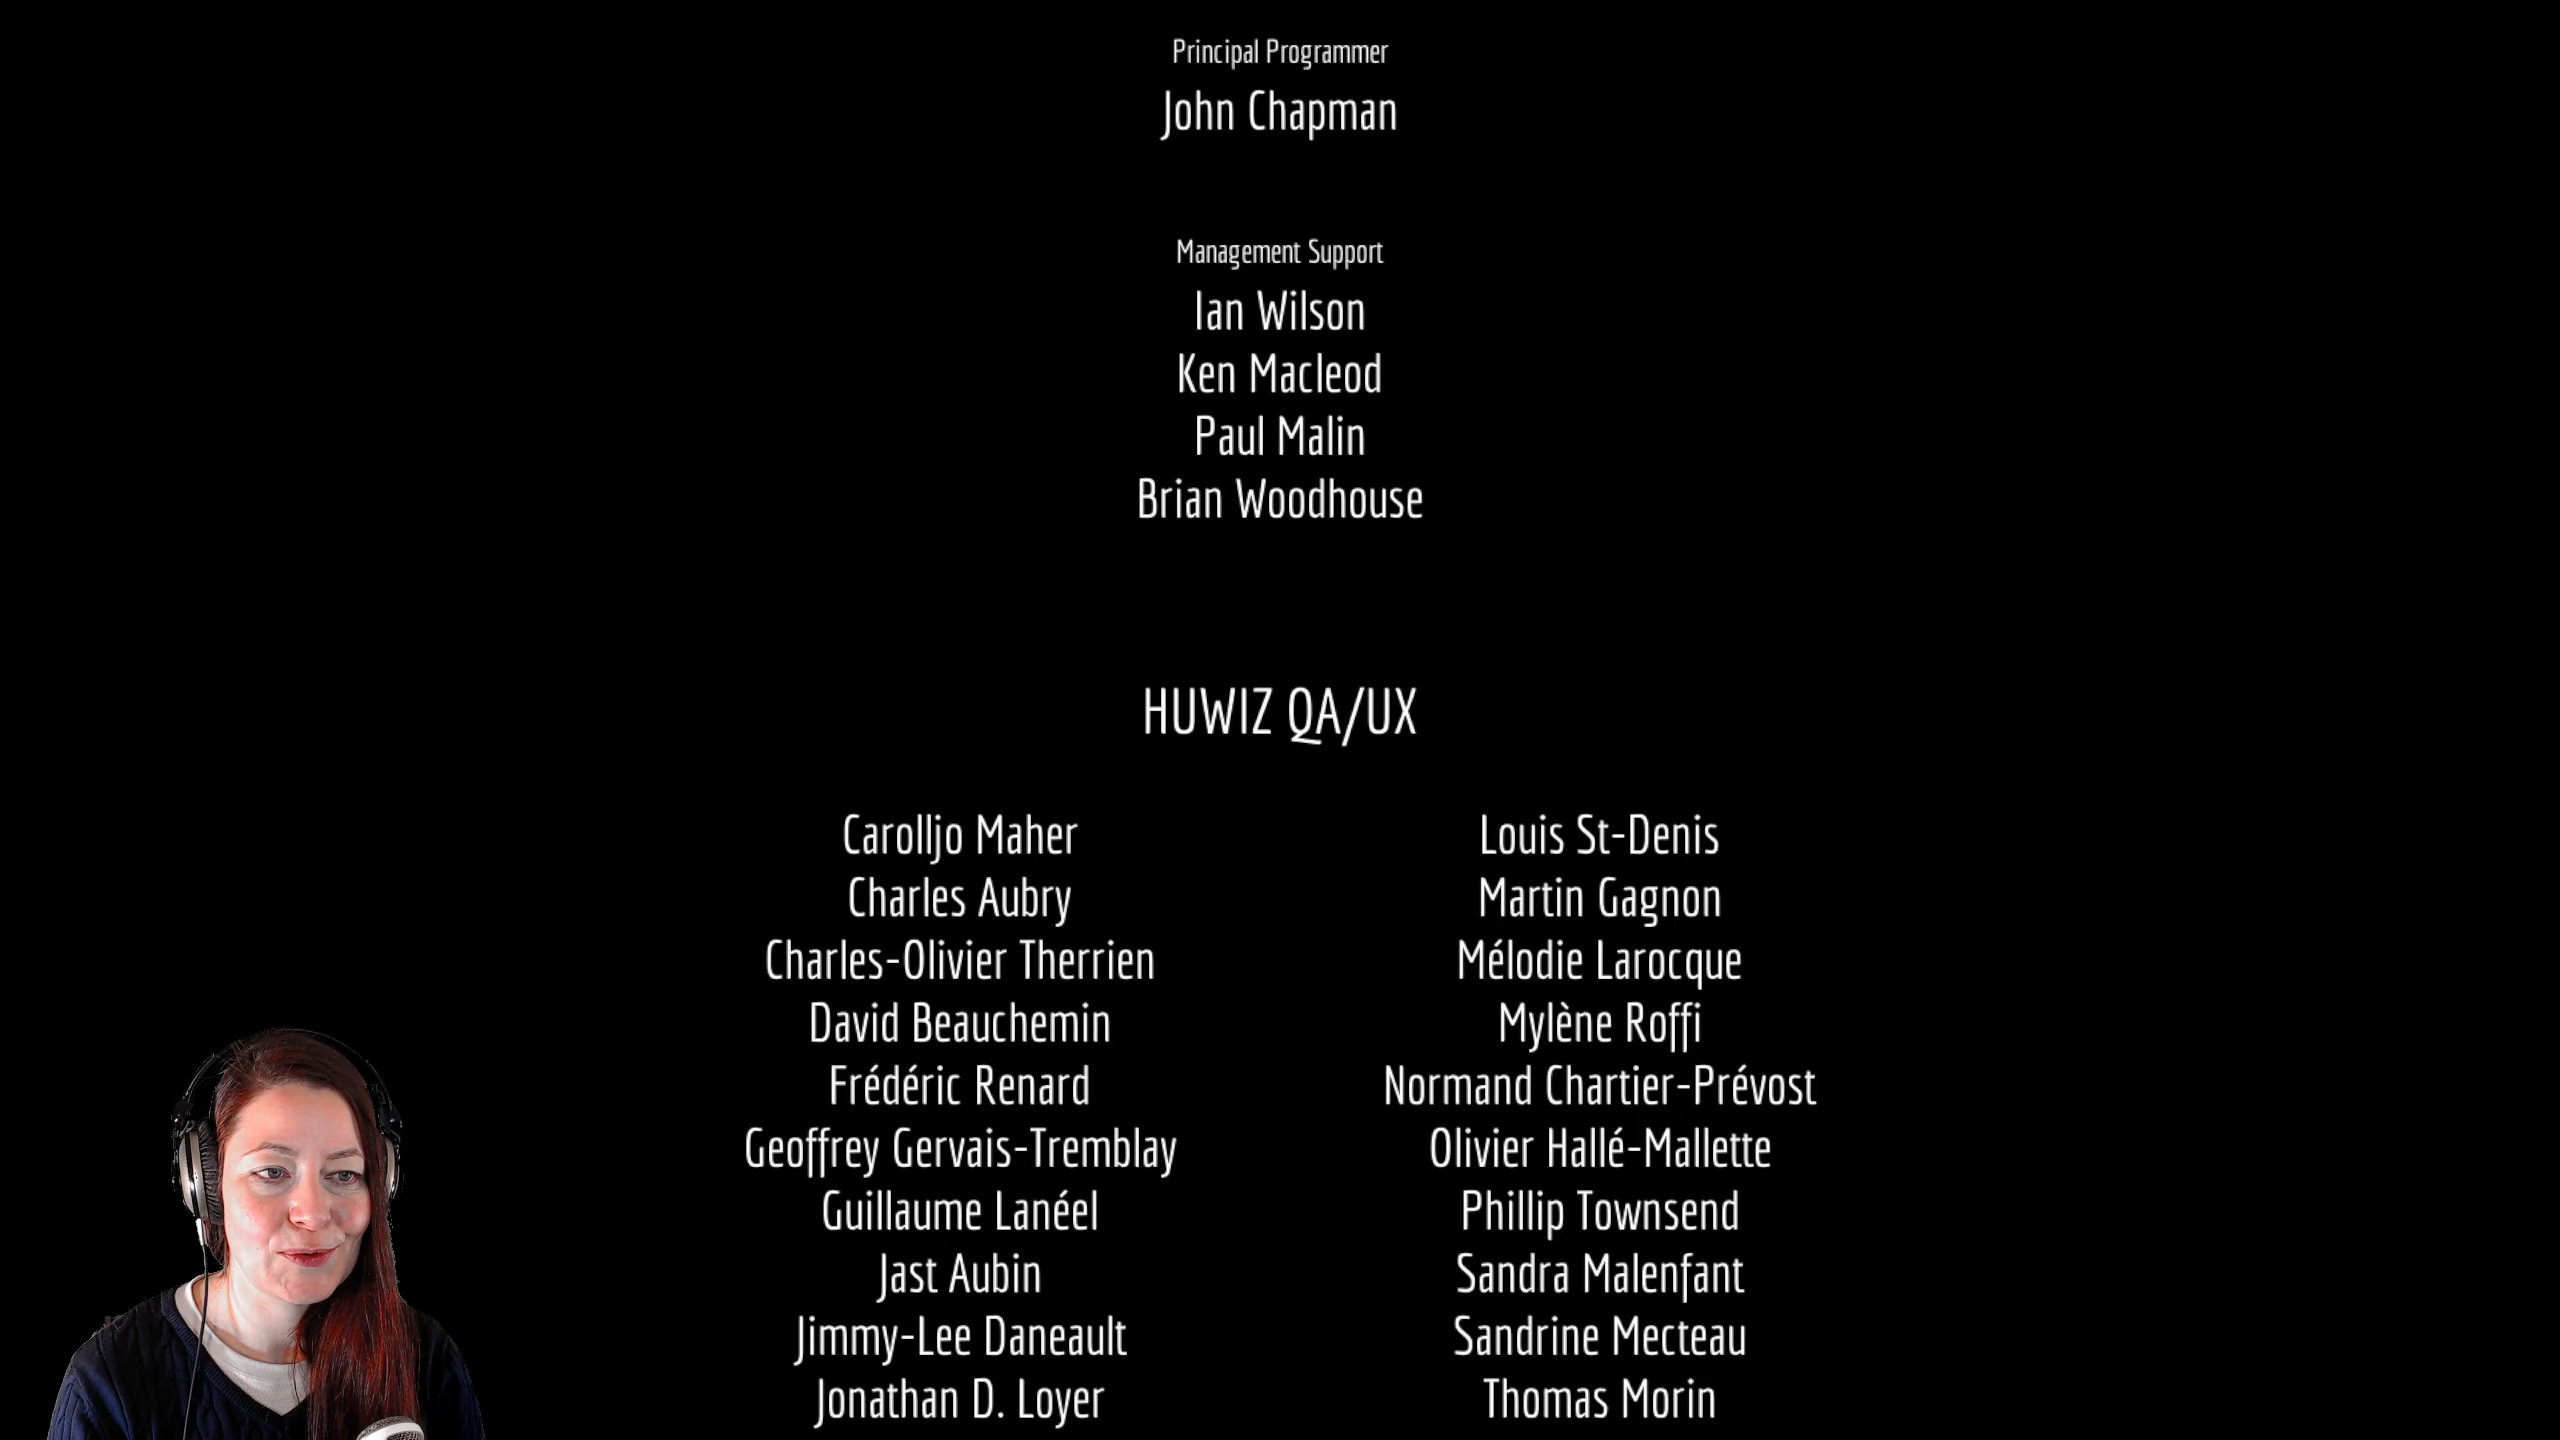 Principal Programmer
John Chapman
Management Support
Ian Wilson
Ken Macleod
Paul Malin
Brian Woodhouse
HUWIZ QA/UX
Carolljo Maher
Charles Aubry
Charles-Olivier Therrien
David Beauchemin
Frédéric Renard
Geoffrey Gervais-Tremblay
Guillaume Lanéel
Jast Aubin
Jimmy-Lee Daneault
Jonathan D. Loyer
Louis St-Denis
Martin Gagnon
Mélodie Larocque
Mylène Roffi
Normand Chartier-Prévost
Olivier Hallé-Mallette
Phillip Townsend
Sandra Malenfant
Sandrine Mecteau
Thomas Morin